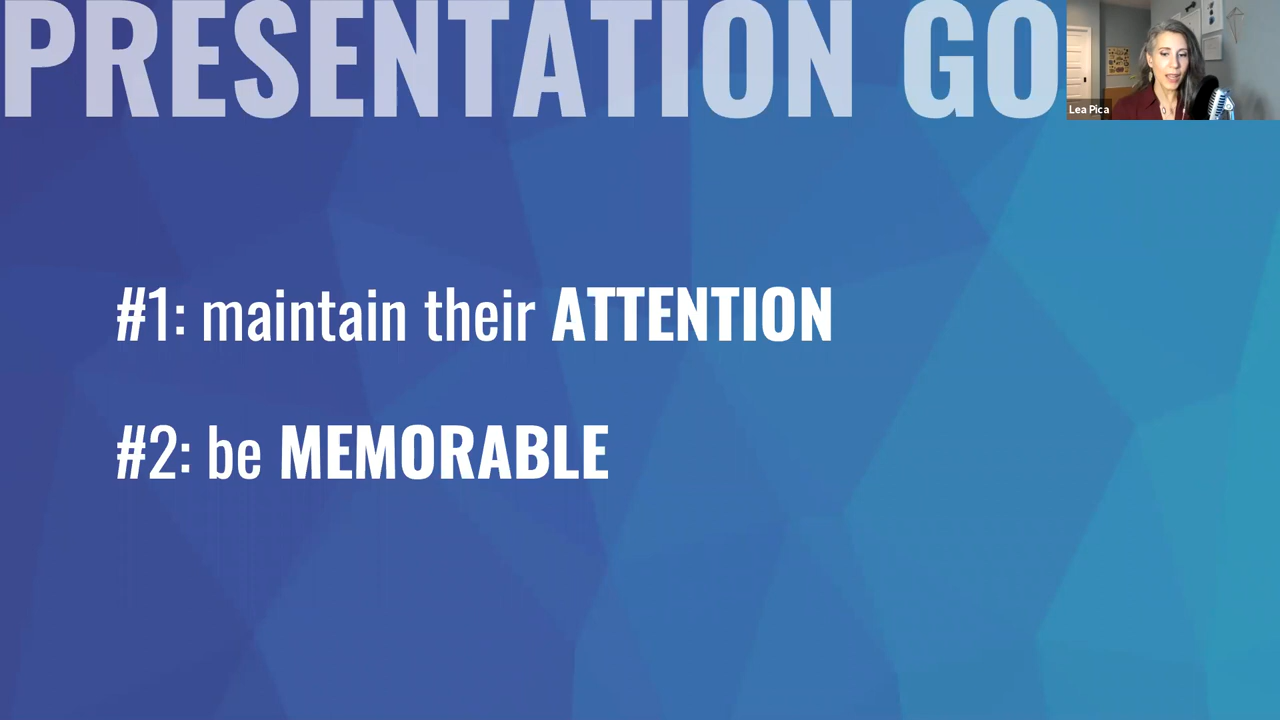 PRESENTATION GO
Lea Pica
#1: maintain their ATTENTION
#2: be MEMORABLE